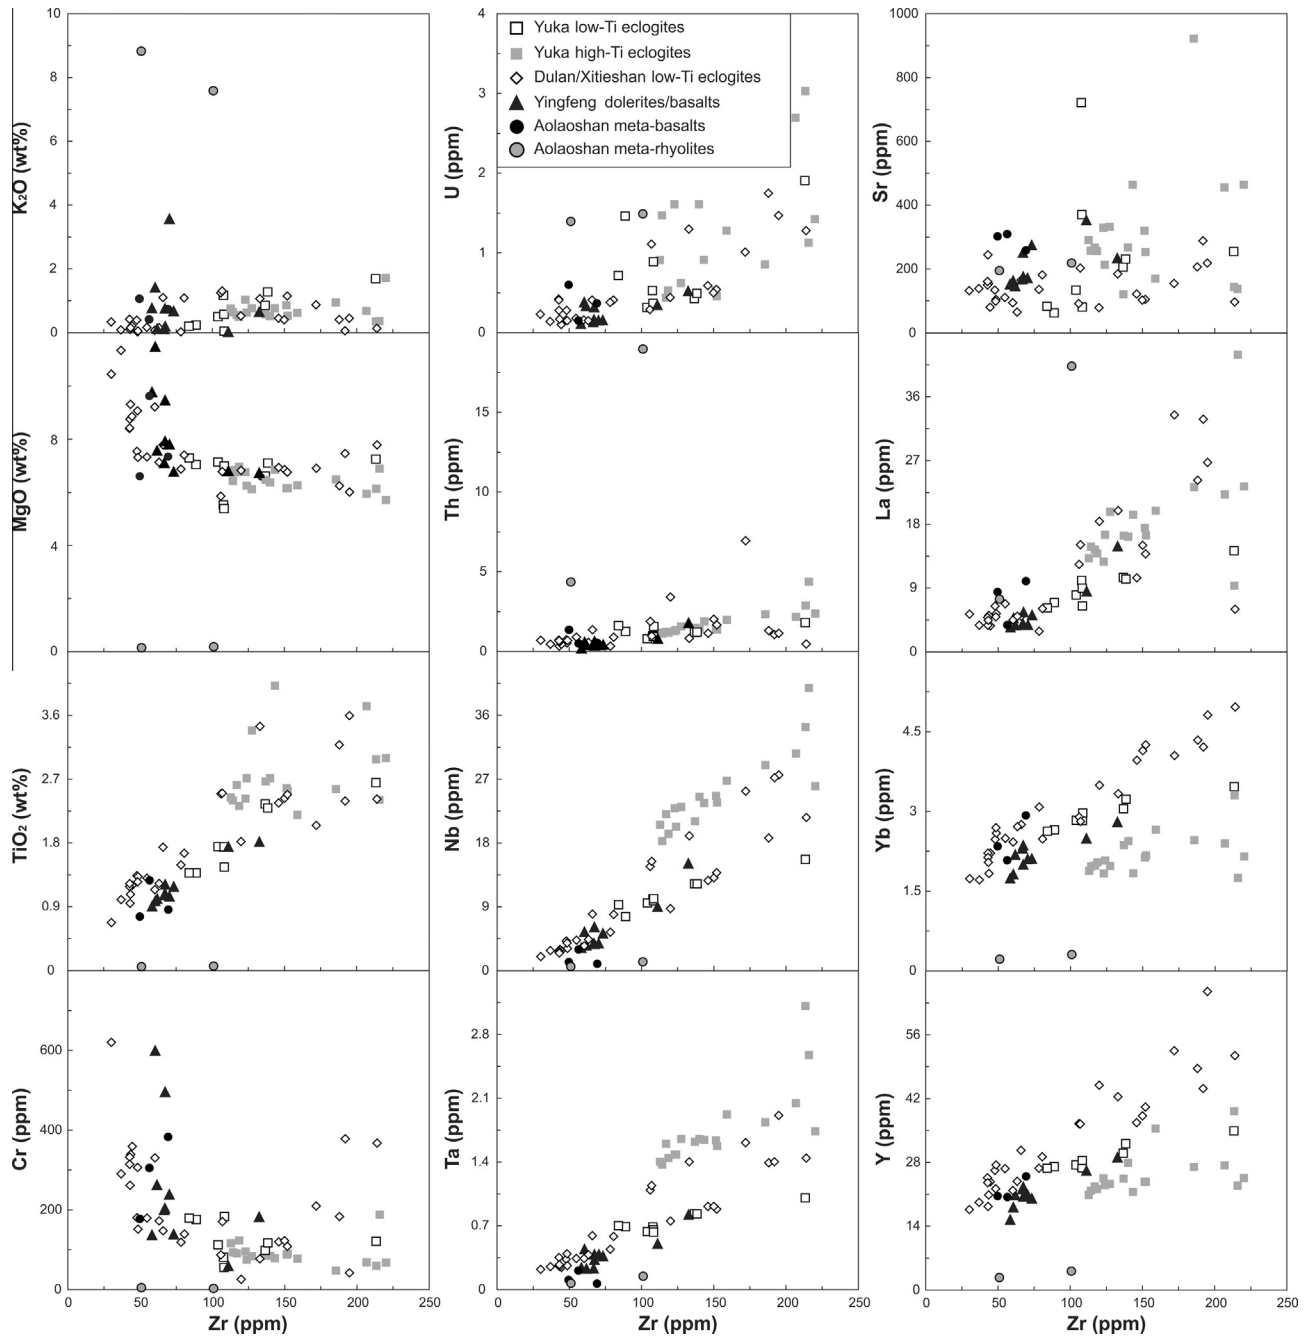 10
8
6
4
2
0
K₂O (wt%)
4
3
2
1
0
U (ppm)
Yuka low-Ti eclogites
Yuka high-Ti eclogites
Dulan/Xitieshan low-Ti eclogites
Yingfeng dolerites/basalts
Aolaoshan meta-basalts
Aolaoshan meta-rhyolites
1000
800
600
400
200
0
Sr (ppm)
8
4
0
MgO (wt%)
15
10
5
0
Th (ppm)
36
27
18
9
0
La (ppm)
3.6
2.7
1.8
0.9
0
TiO₂ (wt%)
36
27
18
9
0
Nb (ppm)
4.5
3
1.5
0
Yb (ppm)
600
400
200
0
Cr (ppm)
2.8
2.1
1.4
0.7
0
Ta (ppm)
56
42
28
14
0
Y (ppm)
0 50 100 150 200 250
0 50 100 150 200 250
0 50 100 150 200 250
Zr (ppm)
Zr (ppm)
Zr (ppm)